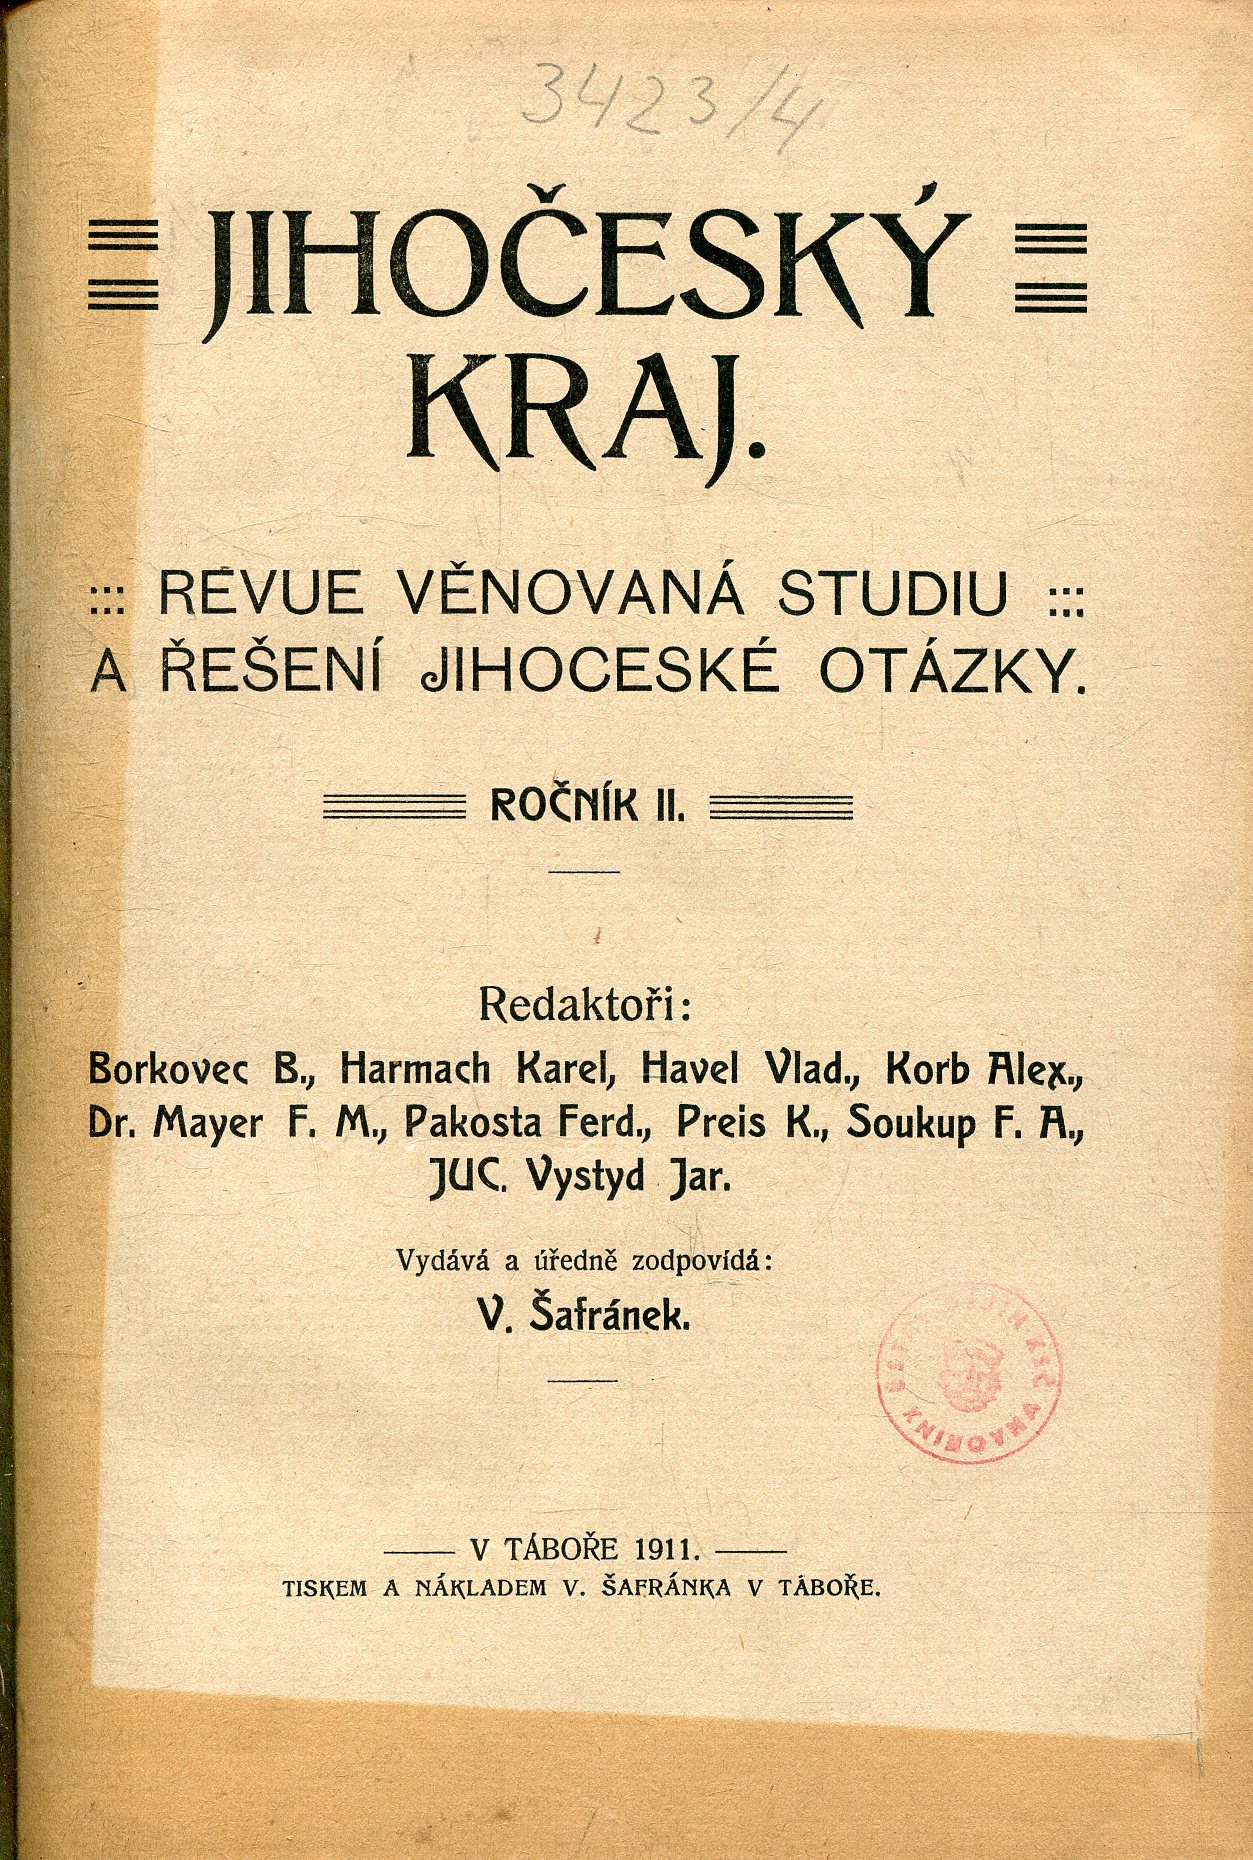 3423/4
JIHOČESKÝ
KRAJ.
REVUE VĚNOVANÁ STUDIU
A ŘEŠENÍ JIHOCESKÉ OTÁZKY.
ROČNÍK II.
Redaktoři:
Borkovec B., Harmach Karel, Havel Vlad., Korb Alex.,
Dr. Mayer F. M., Pakosta Ferd., Preis K., Soukup F. A.,
JUC. Vystyd Jar.
Vydává a úředně zodpovídá:
V. Šafránek.
KNIHOVNA
V TÁBOŘE 1911.
TISKEM A NÁKLADEM V. ŠAFRÁNKA V TÁBOŘE.